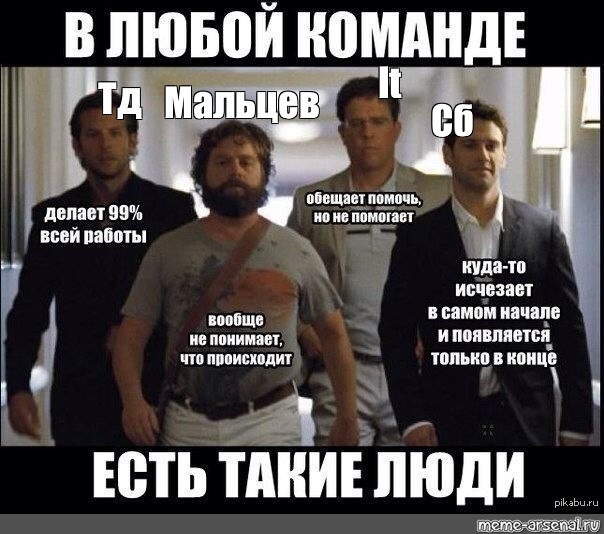 В ЛЮБОЙ КОМАНДЕ
Тд
Мальцев
It
Сб
делает 99%
всей работы
вообще
не понимает,
что происходит
обещает помочь,
но не помогает
куда-то
исчезает
в самом начале
и появляется
только в конце
ЕСТЬ ТАКИЕ ЛЮДИ
pikabu.ru
meme-arsenal.ru